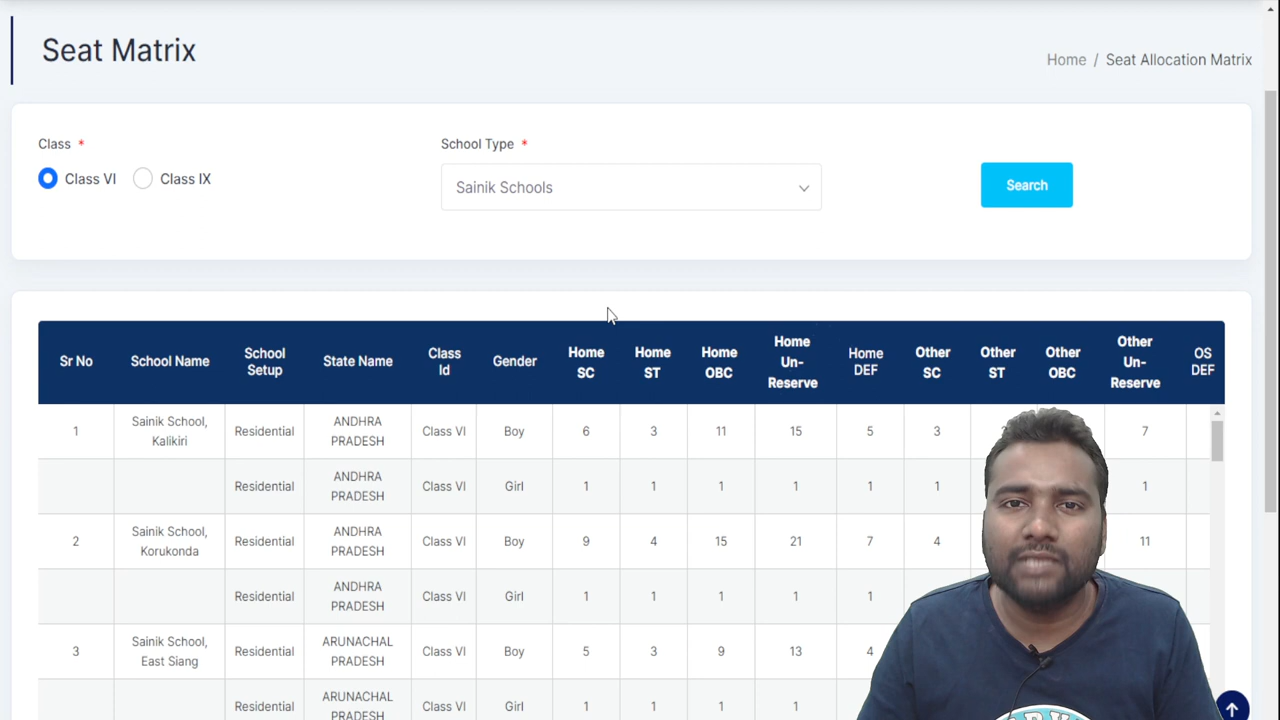 Seat Matrix
Home / Seat Allocation Matrix
Class * School Type *
Class VI Class IX Sainik Schools Search
Sr No School Name School Setup State Name Class Id Gender Home SC Home ST Home OBC Home Un-Reserve Home DEF Other SC Other ST Other OBC Other Un-Reserve OS DEF
1 Sainik School, Kalikiri Residential ANDHRA PRADESH Class VI Boy 6 3 11 15 5 3 7
Residential ANDHRA PRADESH Class VI Girl 1 1 1 1 1 1 1
2 Sainik School, Korukonda Residential ANDHRA PRADESH Class VI Boy 9 4 15 21 7 4 11
Residential ANDHRA PRADESH Class VI Girl 1 1 1 1 1
3 Sainik School, East Siang Residential ARUNACHAL PRADESH Class VI Boy 5 3 9 13 4
Residential ARUNACHAL PRADESH Class VI Girl 1 1 1 1